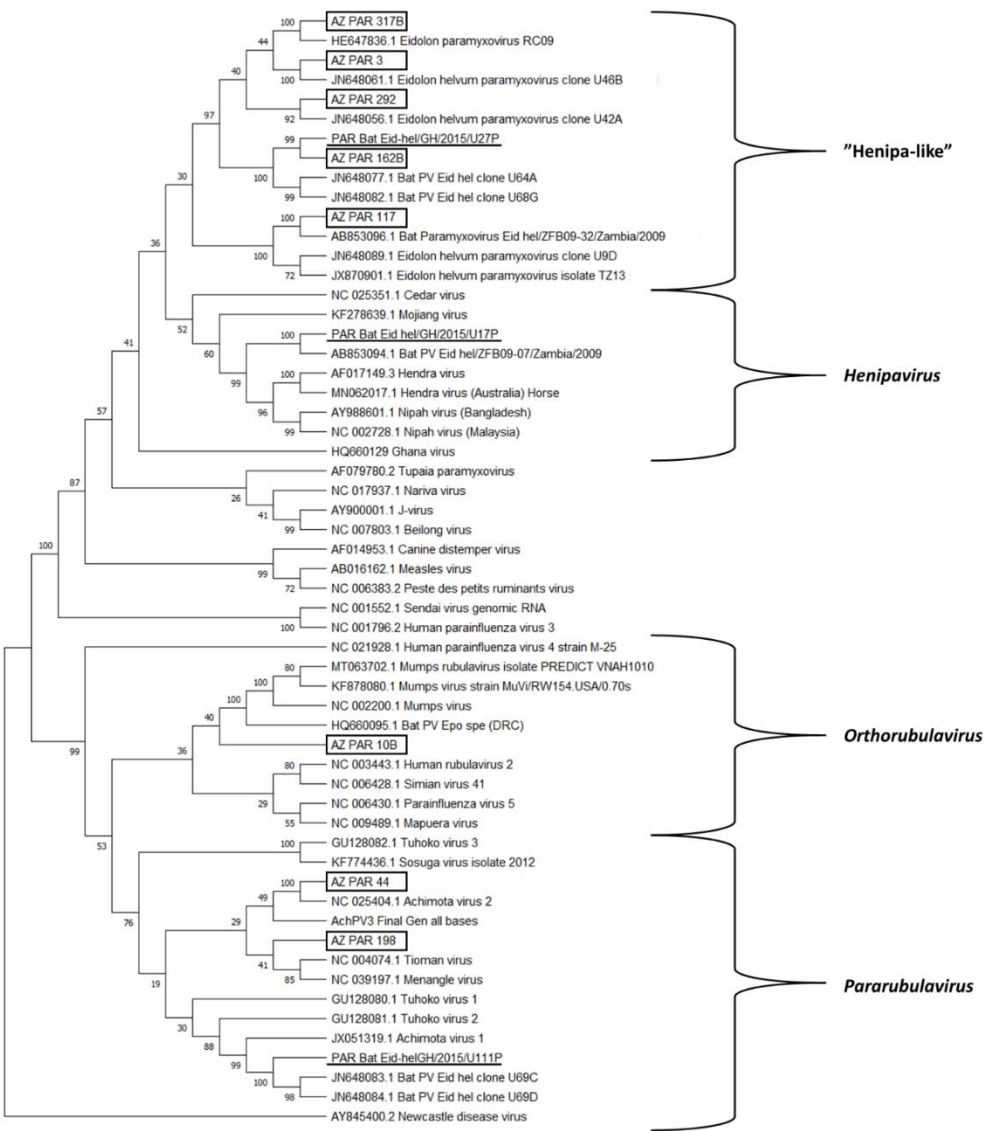 AZ PAR 317B
HE647836.1 Eidolon paramyxovirus RC09
AZ PAR 3
JN648061.1 Eidolon helvum paramyxovirus clone U46B
AZ PAR 292
JN648056.1 Eidolon helvum paramyxovirus clone U42A
PAR Bat Eid-hel/GH/2015/U27P
AZ PAR 162B
JN648077.1 Bat PV Eid hel clone U64A
JN648082.1 Bat PV Eid hel clone U68G
AZ PAR 117
AB853096.1 Bat Paramyxovirus Eid hel/ZFB09-32/Zambia/2009
JN648089.1 Eidolon helvum paramyxovirus clone U9D
JX870901.1 Eidolon helvum paramyxovirus isolate TZ13
"Henipa-like"
NC 025351.1 Cedar virus
KF278639.1 Mojiang virus
PAR Bat Eid hel/GH/2015/U17P
AB853094.1 Bat PV Eid hel/ZFB09-07/Zambia/2009
AF017149.3 Hendra virus
MN062017.1 Hendra virus (Australia) Horse
AY988601.1 Nipah virus (Bangladesh)
NC 002728.1 Nipah virus (Malaysia)
HQ660129 Ghana virus
Henipavirus
AF079780.2 Tupaia paramyxovirus
NC 017937.1 Nariva virus
AY900001.1 J-virus
NC 007803.1 Beilong virus
AF014953.1 Canine distemper virus
AB016162.1 Measles virus
NC 006383.2 Peste des petits ruminants virus
NC 001552.1 Sendai virus genomic RNA
NC 001796.2 Human parainfluenza virus 3
NC 021928.1 Human parainfluenza virus 4 strain M-25
MT063702.1 Mumps rubulavirus isolate PREDICT VNAH1010
KF878080.1 Mumps virus strain MuVi/RW154.USA/0.70s
NC 002200.1 Mumps virus
HQ660095.1 Bat PV Epo spe (DRC)
AZ PAR 10B
NC 003443.1 Human rubulavirus 2
NC 006428.1 Simian virus 41
NC 006430.1 Parainfluenza virus 5
NC 009489.1 Mapuera virus
Orthorubulavirus
GU128082.1 Tuhoko virus 3
KF774436.1 Sosuga virus isolate 2012
AZ PAR 44
NC 025404.1 Achimota virus 2
AchPV3 Final Gen all bases
AZ PAR 198
NC 004074.1 Tioman virus
NC 039197.1 Menangle virus
GU128080.1 Tuhoko virus 1
GU128081.1 Tuhoko virus 2
JX051319.1 Achimota virus 1
PAR Bat Eid-helGH/2015/U111P
JN648083.1 Bat PV Eid hel clone U69C
JN648084.1 Bat PV Eid hel clone U69D
AY845400.2 Newcastle disease virus
Pararubulavirus
100
44
100
40
92
97
99
100
99
30
100
100
72
36
52
60
100
99
100
96
99
41
57
26
41
99
87
99
72
100
100
80
100
100
40
36
80
29
55
99
53
100
76
100
49
29
41
85
19
30
88
99
100
98